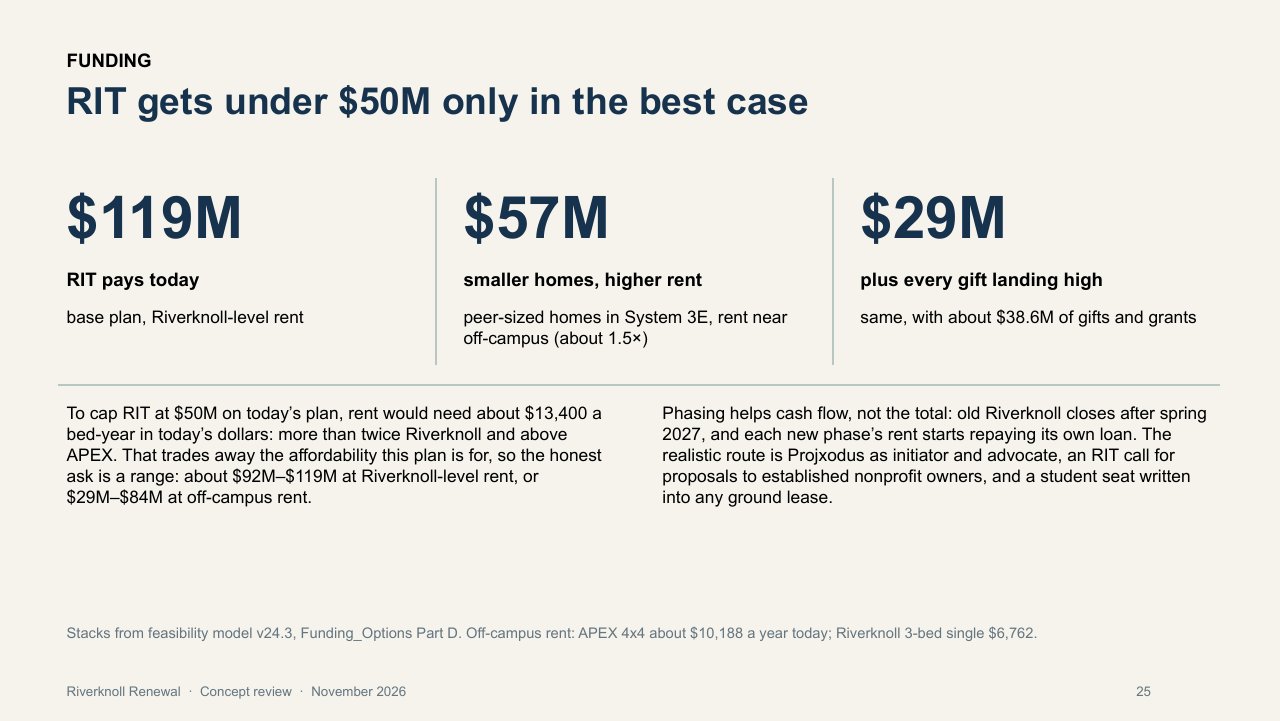 FUNDING
RIT gets under $50M only in the best case
$119M
RIT pays today
base plan, Riverknoll-level rent
$57M
smaller homes, higher rent
peer-sized homes in System 3E, rent near
off-campus (about 1.5×)
$29M
plus every gift landing high
same, with about $38.6M of gifts and grants
To cap RIT at $50M on today’s plan, rent would need about $13,400 a
bed-year in today’s dollars: more than twice Riverknoll and above
APEX. That trades away the affordability this plan is for, so the honest
ask is a range: about $92M–$119M at Riverknoll-level rent, or
$29M–$84M at off-campus rent.
Phasing helps cash flow, not the total: old Riverknoll closes after spring
2027, and each new phase’s rent starts repaying its own loan. The
realistic route is Projxodus as initiator and advocate, an RIT call for
proposals to established nonprofit owners, and a student seat written
into any ground lease.
Stacks from feasibility model v24.3, Funding_Options Part D. Off-campus rent: APEX 4x4 about $10,188 a year today; Riverknoll 3-bed single $6,762.
Riverknoll Renewal · Concept review · November 2026
25